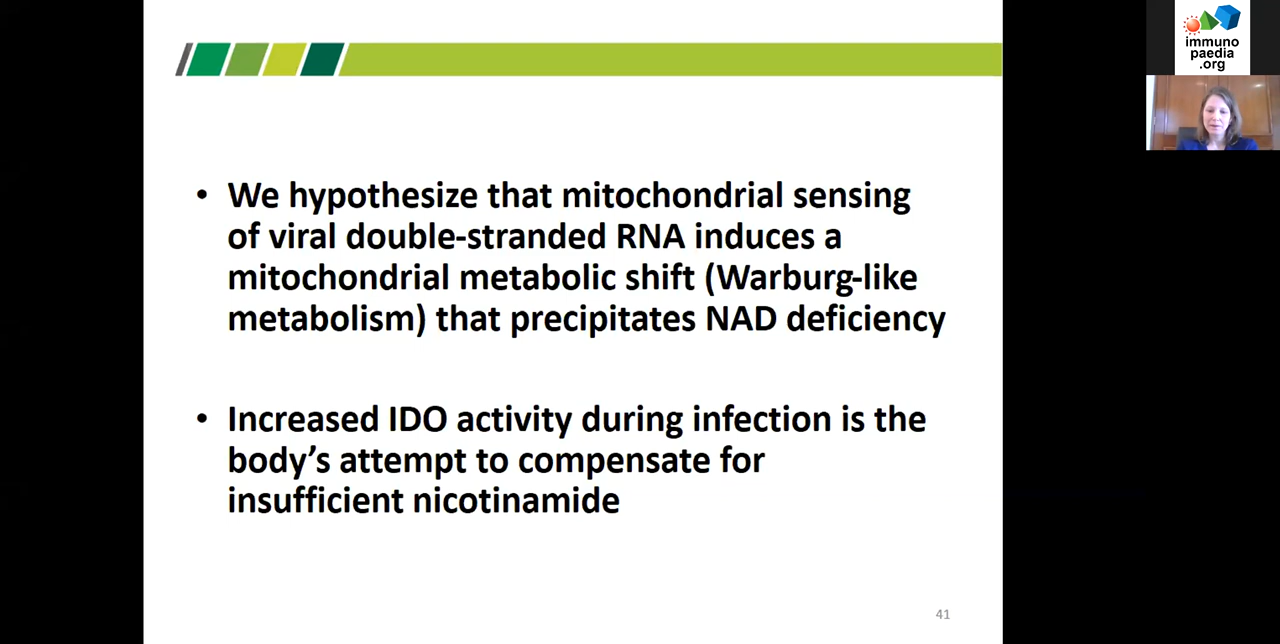 immuno
paedia
.org
• We hypothesize that mitochondrial sensing
of viral double-stranded RNA induces a
mitochondrial metabolic shift (Warburg-like
metabolism) that precipitates NAD deficiency
• Increased IDO activity during infection is the
body’s attempt to compensate for
insufficient nicotinamide
41